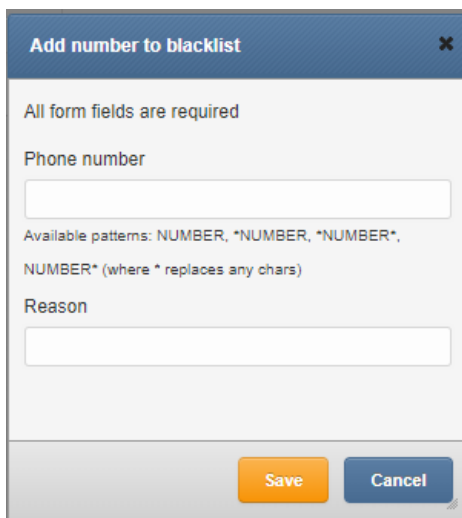 Add number to blacklist
All form fields are required
Phone number
Available patterns: NUMBER, *NUMBER, *NUMBER*,
NUMBER* (where * replaces any chars)
Reason
Save Cancel